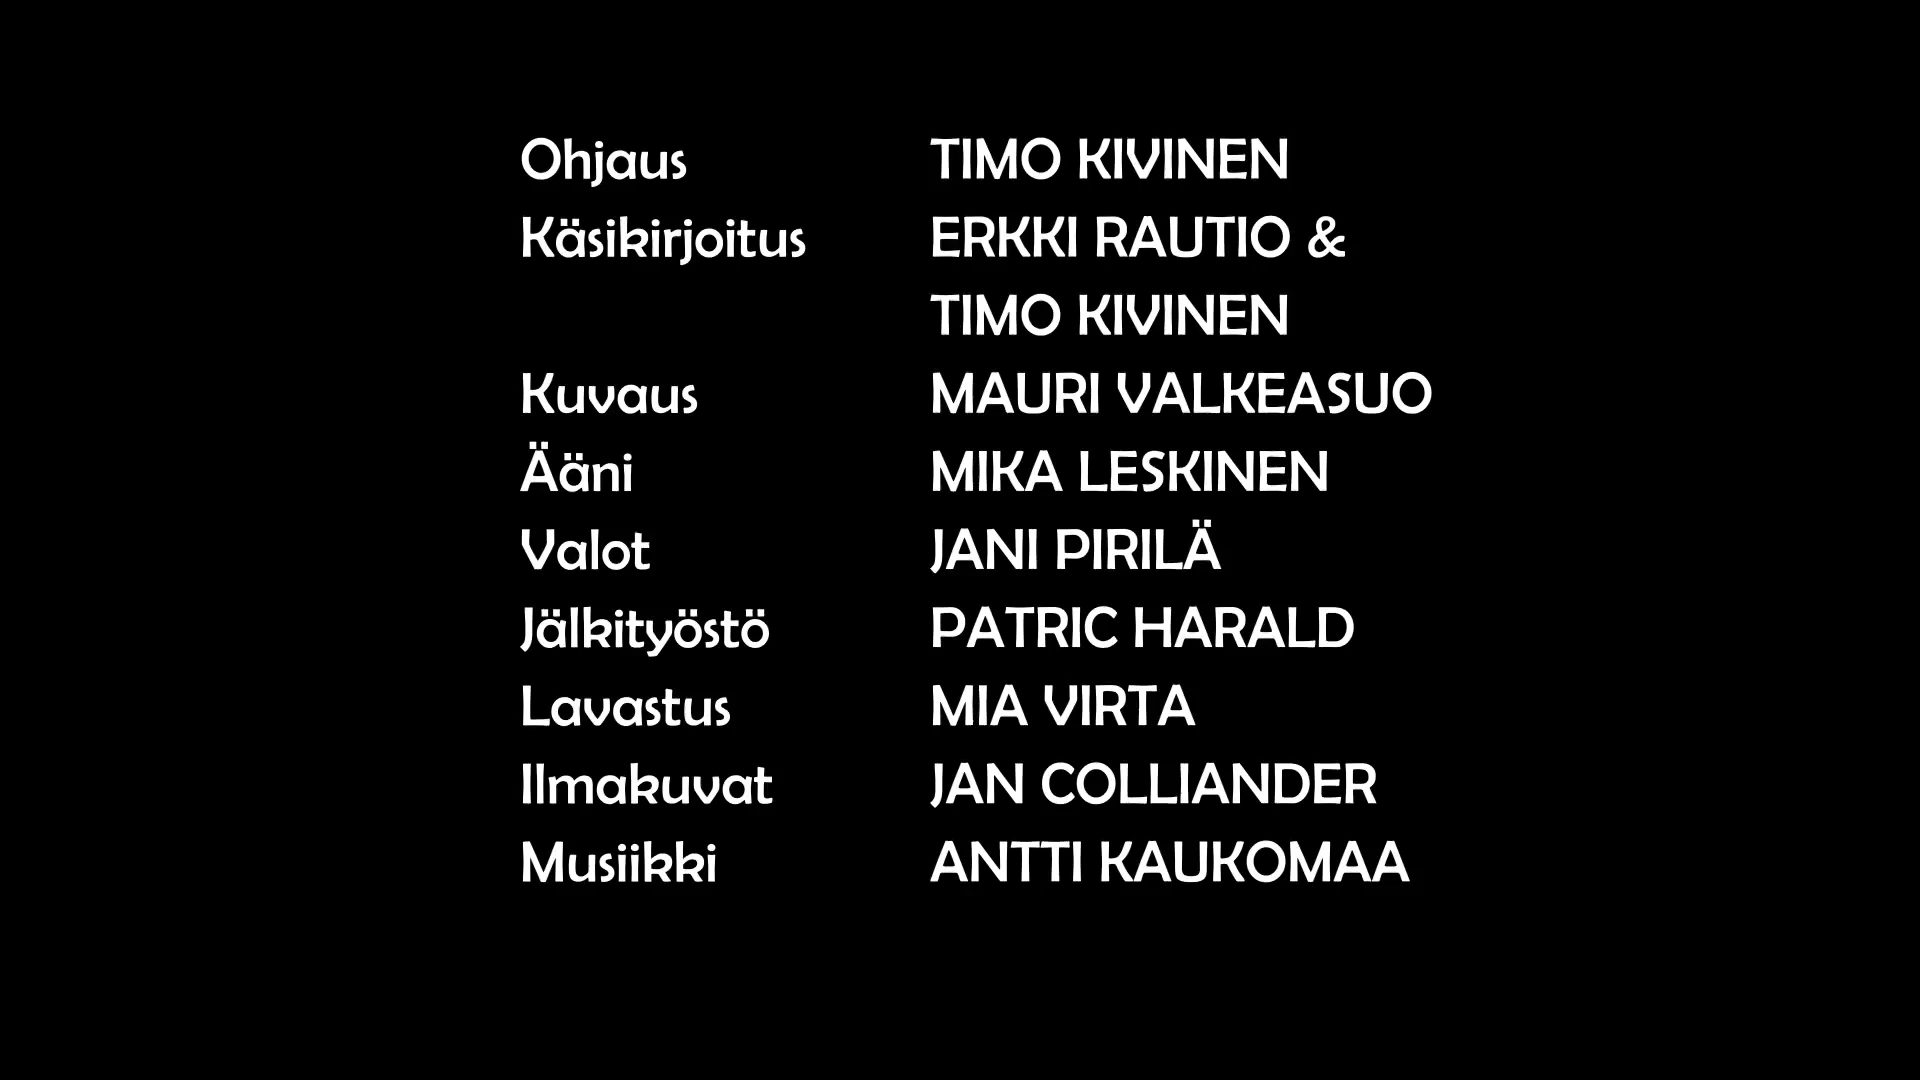 Ohjaus TIMO KIVINEN
Käsikirjoitus ERKKI RAUTIO &
TIMO KIVINEN
Kuvaus MAURI VALKEASUO
Ääni MIKA LESKINEN
Valot JANI PIRILÄ
Jälkityöstö PATRIC HARALD
Lavastus MIA VIRTA
Ilmakuvat JAN COLLIANDER
Musiikki ANTTI KAUKOMAA